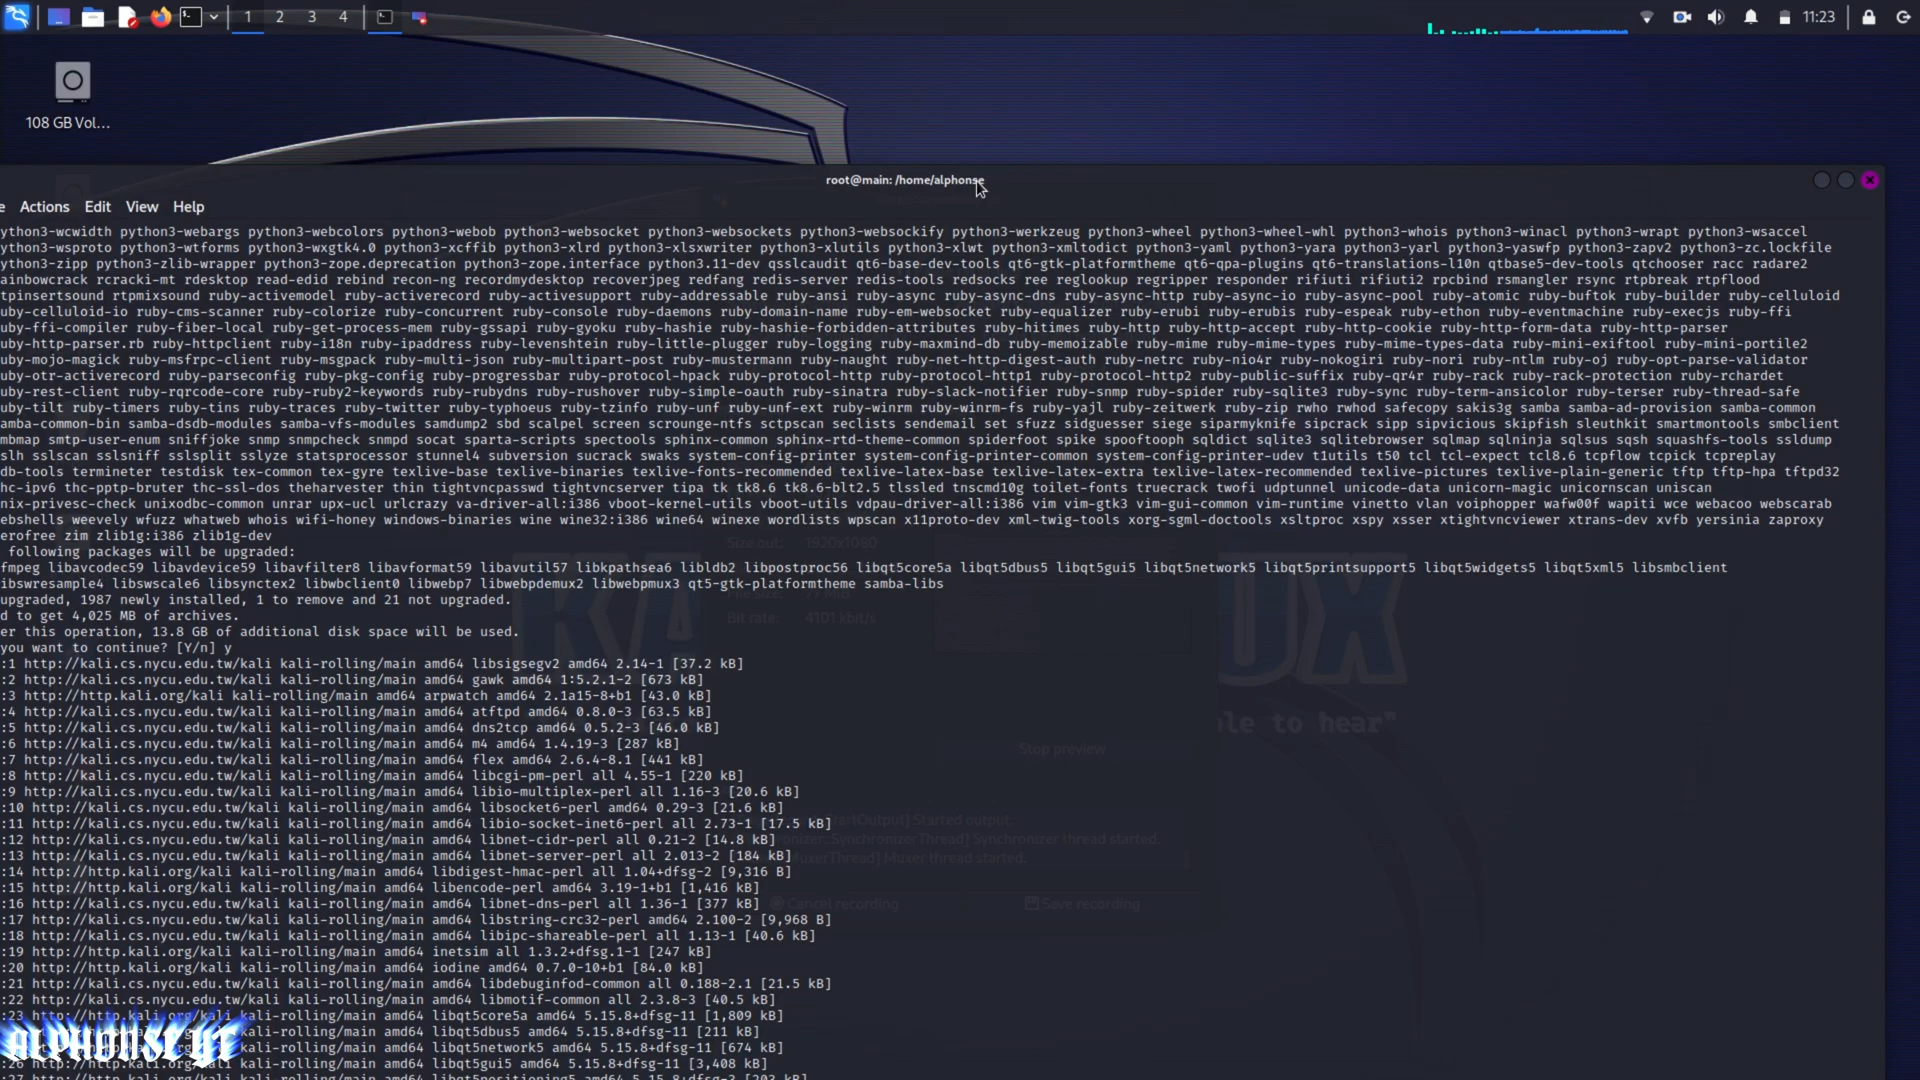 1 2 3 4
11:23
108 GB Vol...
root@main: /home/alphonse
e Actions Edit View Help
ython3-wcwidth python3-webargs python3-webcolors python3-webob python3-websocket python3-websockets python3-websockify python3-werkzeug python3-wheel python3-wheel-whl python3-whois python3-winacl python3-wrapt python3-wsaccel
ython3-wsproto python3-wtforms python3-wxgtk4.0 python3-xcffib python3-xlrd python3-xlsxwriter python3-xlutils python3-xlwt python3-xmltodict python3-yaml python3-yara python3-yarl python3-yaswfp python3-zapv2 python3-zc.lockfile
ython3-zipp python3-zlib-wrapper python3-zope.deprecation python3-zope.interface python3.11-dev qsslcaudit qt6-base-dev-tools qt6-gtk-platformtheme qt6-qpa-plugins qt6-translations-l10n qtbase5-dev-tools qtchooser racc radare2
ainbowcrack rcracki-mt rdesktop read-edid rebind recon-ng recordmydesktop recoverjpeg redfang redis-server redis-tools redsocks ree reglookup regripper responder rifiuti rifiuti2 rpcbind rsmangler rsync rtpbreak rtpflood
tpinsertsound rtpmixsound ruby-activemodel ruby-activerecord ruby-activesupport ruby-addressable ruby-ansi ruby-async ruby-async-dns ruby-async-http ruby-async-io ruby-async-pool ruby-atomic ruby-buftok ruby-builder ruby-celluloid
uby-celluloid-io ruby-cms-scanner ruby-colorize ruby-concurrent ruby-console ruby-daemons ruby-domain-name ruby-em-websocket ruby-equalizer ruby-erubi ruby-erubis ruby-espeak ruby-ethon ruby-eventmachine ruby-execjs ruby-ffi
uby-ffi-compiler ruby-fiber-local ruby-get-process-mem ruby-gssapi ruby-gyoku ruby-hashie ruby-hashie-forbidden-attributes ruby-hitimes ruby-http ruby-http-accept ruby-http-cookie ruby-http-form-data ruby-http-parser
uby-http-parser.rb ruby-httpclient ruby-i18n ruby-ipaddress ruby-levenshtein ruby-little-plugger ruby-logging ruby-maxmind-db ruby-memoizable ruby-mime ruby-mime-types ruby-mime-types-data ruby-mini-exiftool ruby-mini-portile2
uby-mojo-magick ruby-msfrpc-client ruby-msgpack ruby-multi-json ruby-multipart-post ruby-mustermann ruby-naught ruby-net-http-digest-auth ruby-netrc ruby-nio4r ruby-nokogiri ruby-nori ruby-ntlm ruby-oj ruby-opt-parse-validator
uby-otr-activerecord ruby-parseconfig ruby-pkg-config ruby-progressbar ruby-protocol-hpack ruby-protocol-http ruby-protocol-http1 ruby-protocol-http2 ruby-public-suffix ruby-qr4r ruby-rack ruby-rack-protection ruby-rchardet
uby-rest-client ruby-rqrcode-core ruby-ruby2-keywords ruby-rubydns ruby-rushover ruby-simple-oauth ruby-sinatra ruby-slack-notifier ruby-snmp ruby-spider ruby-sqlite3 ruby-sync ruby-term-ansicolor ruby-terser ruby-thread-safe
uby-tilt ruby-timers ruby-tins ruby-traces ruby-twitter ruby-typhoeus ruby-tzinfo ruby-unf ruby-unf-ext ruby-winrm ruby-winrm-fs ruby-yajl ruby-zeitwerk ruby-zip rwho rwhod safecopy sakis3g samba samba-ad-provision samba-common
amba-common-bin samba-dsdb-modules samba-vfs-modules samdump2 sbd scalpel screen scrounge-ntfs sctpscan seclists sendemail set sfuzz sidguesser siege siparmyknife sipcrack sipp sipvicious skipfish sleuthkit smartmontools smbclient
mbmap smtp-user-enum sniffjoke snmp snmpcheck snmpd socat sparta-scripts spectools sphinx-common sphinx-rtd-theme-common spiderfoot spike spooftooph sqldict sqlite3 sqlitebrowser sqlmap sqlninja sqlsus sqsh squashfs-tools ssldump
slh sslscan sslsniff sslsplit sslyze statsprocessor stunnel4 subversion sucrack swaks system-config-printer system-config-printer-common system-config-printer-udev t1utils t50 tcl tcl-expect tcl8.6 tcpflow tcpick tcpreplay
db-tools termineter testdisk tex-common tex-gyre texlive-base texlive-binaries texlive-fonts-recommended texlive-latex-base texlive-latex-extra texlive-latex-recommended texlive-pictures texlive-plain-generic tftp tftp-hpa tftpd32
hc-ipv6 thc-pptp-bruter thc-ssl-dos theharvester thin tightvncpasswd tightvncserver tipa tk tk8.6 tk8.6-blt2.5 tlssled tnscmd10g toilet-fonts truecrack twofi udptunnel unicode-data unicorn-magic unicornscan uniscan
nix-privesc-check unixodbc-common unrar upx-ucl urlcrazy va-driver-all:i386 vboot-kernel-utils vboot-utils vdpau-driver-all:i386 vim vim-gtk3 vim-gui-common vim-runtime vinetto vlan voiphopper wafw00f wapiti wce webacoo webscarab
ebshells weevely wfuzz whatweb whois wifi-honey windows-binaries wine wine32:i386 wine64 winexe wordlists wpscan x11proto-dev xml-twig-tools xorg-sgml-doctools xsltproc xspy xsser xtightvncviewer xtrans-dev xvfb yersinia zaproxy
erofree zim zlib1g:i386 zlib1g-dev
following packages will be upgraded:
fmpeg libavcodec59 libavdevice59 libavfilter8 libavformat59 libavutil57 libkpathsea6 libldb2 libpostproc56 libqt5core5a libqt5dbus5 libqt5gui5 libqt5network5 libqt5printsupport5 libqt5widgets5 libqt5xml5 libsmbclient
ibswresample4 libswscale6 libsynctex2 libwbclient0 libwebp7 libwebpdemux2 libwebpmux3 qt5-gtk-platformtheme samba-libs
upgraded, 1987 newly installed, 1 to remove and 21 not upgraded.
d to get 4,025 MB of archives.
er this operation, 13.8 GB of additional disk space will be used.
you want to continue? [Y/n] y
:1 http://kali.cs.nycu.edu.tw/kali kali-rolling/main amd64 libsigsegv2 amd64 2.14-1 [37.2 kB]
:2 http://kali.cs.nycu.edu.tw/kali kali-rolling/main amd64 gawk amd64 1:5.2.1-2 [673 kB]
:3 http://http.kali.org/kali kali-rolling/main amd64 arpwatch amd64 2.1a15-8+b1 [43.0 kB]
:4 http://kali.cs.nycu.edu.tw/kali kali-rolling/main amd64 atftpd amd64 0.8.0-3 [63.5 kB]
:5 http://kali.cs.nycu.edu.tw/kali kali-rolling/main amd64 dns2tcp amd64 0.5.2-3 [46.0 kB]
:6 http://kali.cs.nycu.edu.tw/kali kali-rolling/main amd64 m4 amd64 1.4.19-3 [287 kB]
:7 http://kali.cs.nycu.edu.tw/kali kali-rolling/main amd64 flex amd64 2.6.4-8.1 [441 kB]
:8 http://kali.cs.nycu.edu.tw/kali kali-rolling/main amd64 libcgi-pm-perl all 4.55-1 [220 kB]
:9 http://kali.cs.nycu.edu.tw/kali kali-rolling/main amd64 libio-multiplex-perl all 1.16-3 [20.6 kB]
:10 http://kali.cs.nycu.edu.tw/kali kali-rolling/main amd64 libsocket6-perl amd64 0.29-3 [21.6 kB]
:11 http://kali.cs.nycu.edu.tw/kali kali-rolling/main amd64 libio-socket-inet6-perl all 2.73-1 [17.5 kB]
:12 http://kali.cs.nycu.edu.tw/kali kali-rolling/main amd64 libnet-cidr-perl all 0.21-2 [14.8 kB]
:13 http://kali.cs.nycu.edu.tw/kali kali-rolling/main amd64 libnet-server-perl all 2.013-2 [184 kB]
:14 http://http.kali.org/kali kali-rolling/main amd64 libdigest-hmac-perl all 1.04+dfsg-2 [9,316 B]
:15 http://http.kali.org/kali kali-rolling/main amd64 libencode-perl amd64 3.19-1+b1 [1,416 kB]
:16 http://kali.cs.nycu.edu.tw/kali kali-rolling/main amd64 libnet-dns-perl all 1.36-1 [377 kB]
:17 http://kali.cs.nycu.edu.tw/kali kali-rolling/main amd64 libstring-crc32-perl amd64 2.100-2 [9,968 B]
:18 http://kali.cs.nycu.edu.tw/kali kali-rolling/main amd64 libipc-shareable-perl all 1.13-1 [40.6 kB]
:19 http://http.kali.org/kali kali-rolling/main amd64 inetsim all 1.3.2+dfsg.1-1 [247 kB]
:20 http://http.kali.org/kali kali-rolling/main amd64 iodine amd64 0.7.0-10+b1 [84.0 kB]
:21 http://kali.cs.nycu.edu.tw/kali kali-rolling/main amd64 libdebuginfod-common all 0.188-2.1 [21.5 kB]
:22 http://kali.cs.nycu.edu.tw/kali kali-rolling/main amd64 libmotif-common all 2.3.8-3 [40.5 kB]
:23 http://http.kali.org/kali kali-rolling/main amd64 libqt5core5a amd64 5.15.8+dfsg-11 [1,809 kB]
kali-rolling/main amd64 libqt5dbus5 amd64 5.15.8+dfsg-11 [211 kB]
kali-rolling/main amd64 libqt5network5 amd64 5.15.8+dfsg-11 [674 kB]
:26 http://http.kali.org/kali kali-rolling/main amd64 libqt5gui5 amd64 5.15.8+dfsg-11 [3,408 kB]
Size out: 1920x1080
Bit rate: 4101 kbit/s
le to hear"
Stop preview
tartOutput] Started output.
onizer::SynchronizerThread] Synchronizer thread started.
MuxerThread] Muxer thread started.
Cancel recording
Save recording
ALPHONSE YT